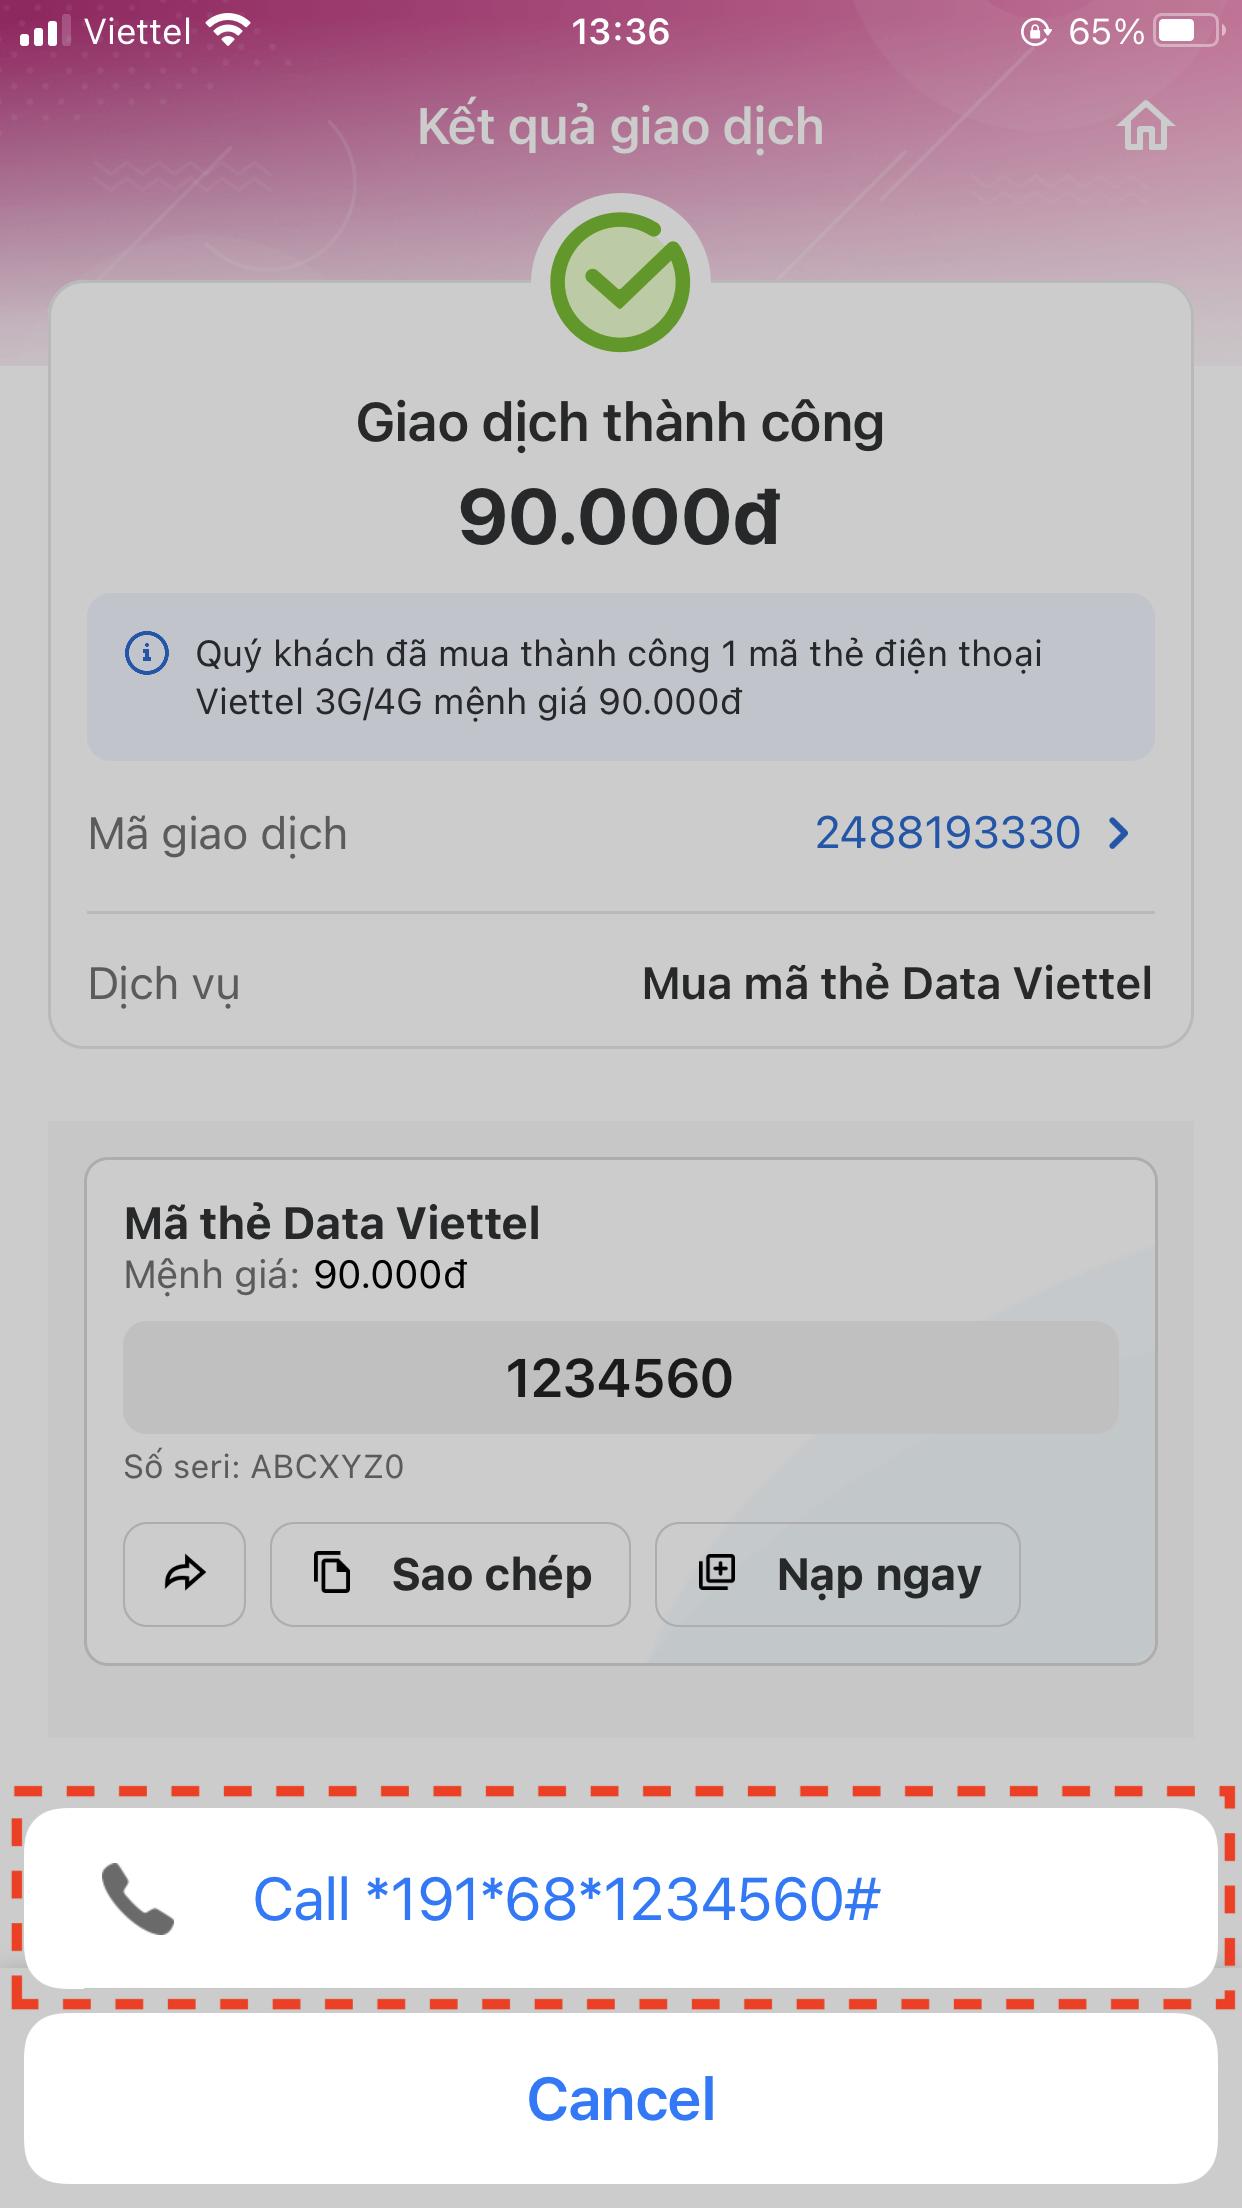 Viettel 13:36 65%
Kết quả giao dịch
Giao dịch thành công
90.000đ
Quý khách đã mua thành công 1 mã thẻ điện thoại
Viettel 3G/4G mệnh giá 90.000đ
Mã giao dịch 2488193330
Dịch vụ Mua mã thẻ Data Viettel
Mã thẻ Data Viettel
Mệnh giá: 90.000đ
1234560
Số seri: ABCXYZ0
Sao chép Nạp ngay
Call *191*68*1234560#
Cancel